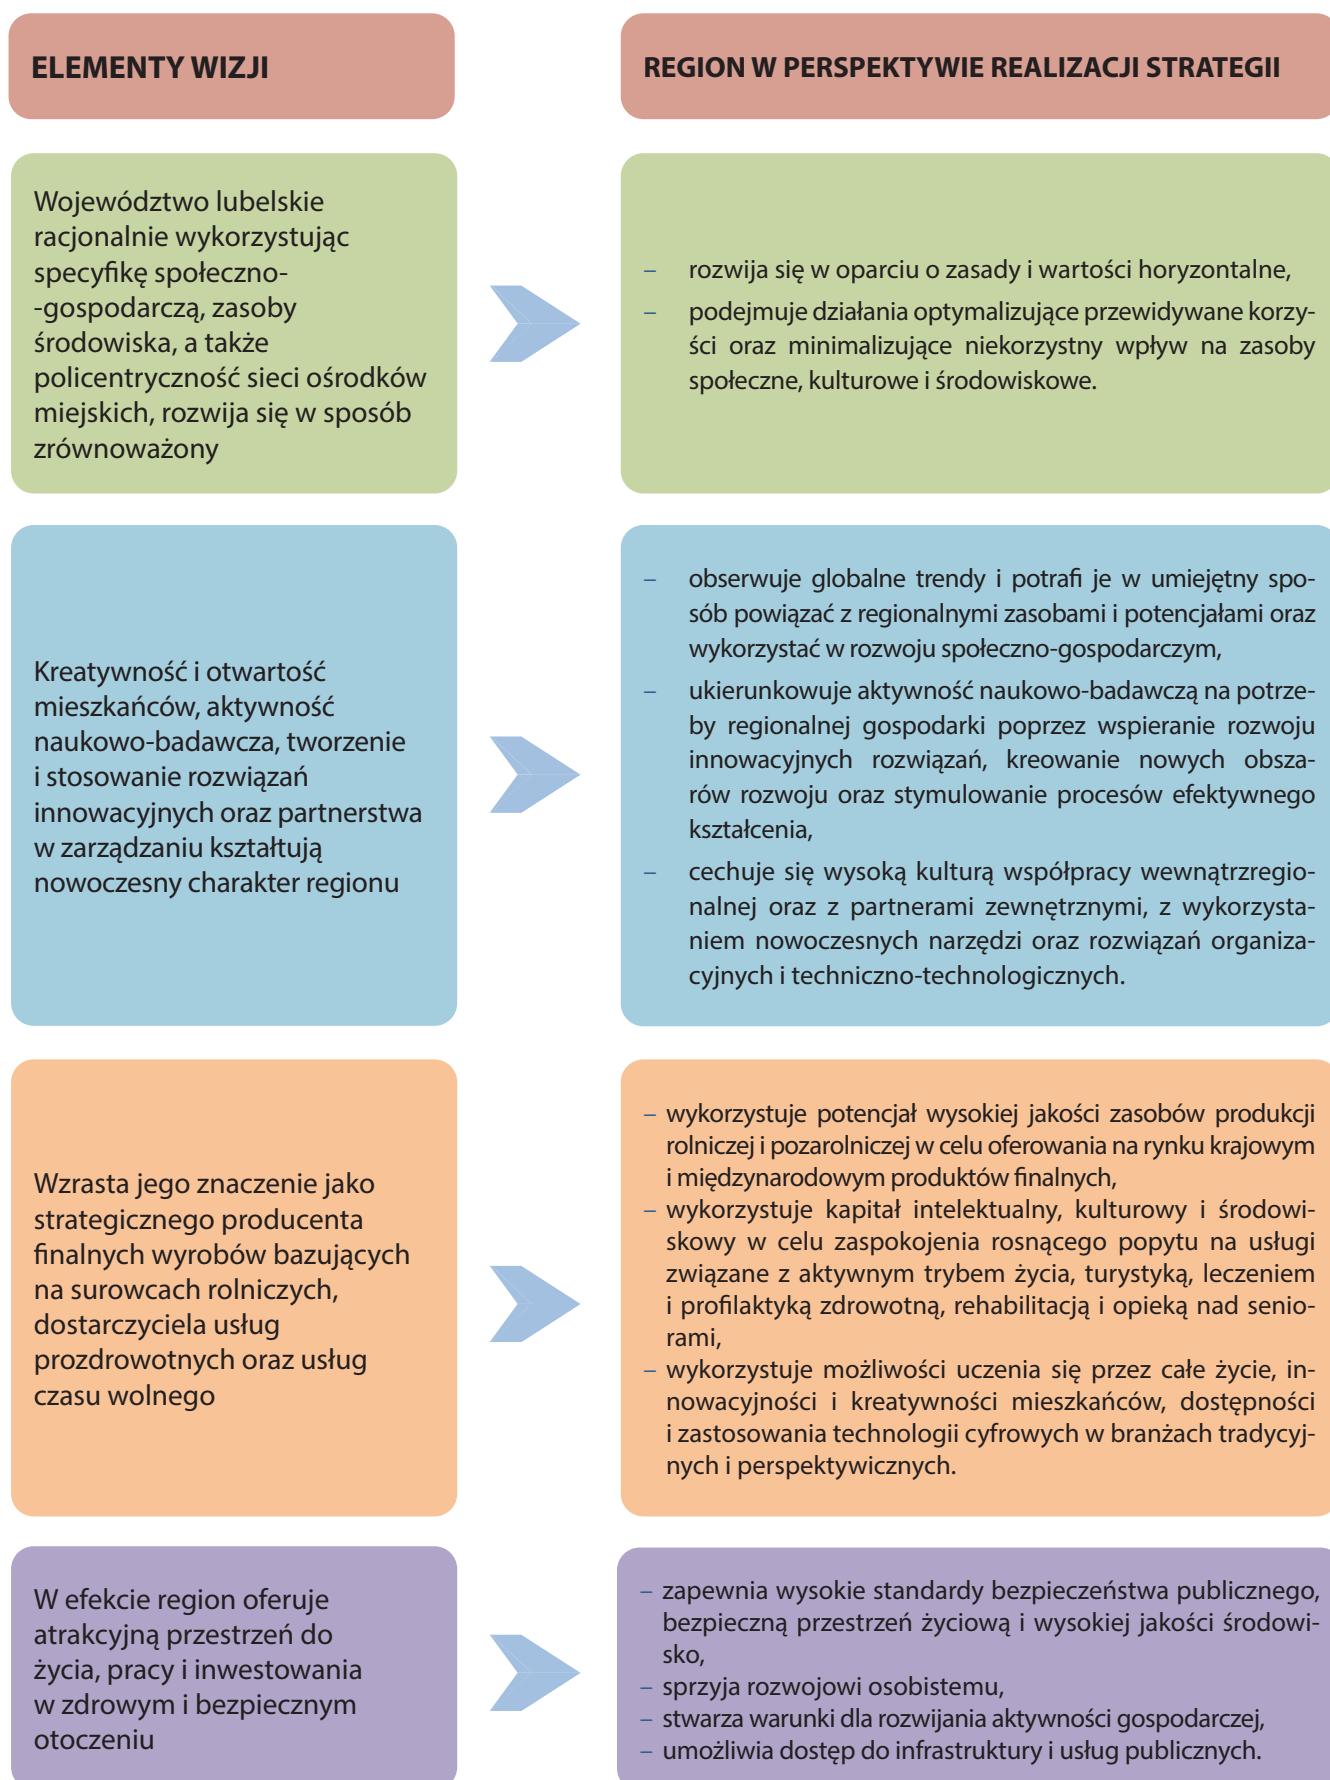 ELEMENTY WIZJI
REGION W PERSPEKTYWIE REALIZACJI STRATEGII
Województwo lubelskie
racjonalnie wykorzystując
specyfikę społeczno-
-gospodarczą, zasoby
środowiska, a także
policentryczność sieci ośrodków
miejskich, rozwija się w sposób
zrównoważony
– rozwija się w oparciu o zasady i wartości horyzontalne,
– podejmuje działania optymalizujące przewidywane korzy-
ści oraz minimalizujące niekorzystny wpływ na zasoby
społeczne, kulturowe i środowiskowe.
Kreatywność i otwartość
mieszkańców, aktywność
naukowo-badawcza, tworzenie
i stosowanie rozwiązań
innowacyjnych oraz partnerstwa
w zarządzaniu kształtują
nowoczesny charakter regionu
– obserwuje globalne trendy i potrafi je w umiejętny spo-
sób powiązać z regionalnymi zasobami i potencjałami oraz
wykorzystać w rozwoju społeczno-gospodarczym,
– ukierunkowuje aktywność naukowo-badawczą na potrze-
by regionalnej gospodarki poprzez wspieranie rozwoju
innowacyjnych rozwiązań, kreowanie nowych obsza-
rów rozwoju oraz stymulowanie procesów efektywnego
kształcenia,
– cechuje się wysoką kulturą współpracy wewnątrzregio-
nalnej oraz z partnerami zewnętrznymi, z wykorzysta-
niem nowoczesnych narzędzi oraz rozwiązań organiza-
cyjnych i techniczno-technologicznych.
Wzrasta jego znaczenie jako
strategicznego producenta
finalnych wyrobów bazujących
na surowcach rolniczych,
dostarczyciela usług
prozdrowotnych oraz usług
czasu wolnego
– wykorzystuje potencjał wysokiej jakości zasobów produkcji
rolniczej i pozarolniczej w celu oferowania na rynku krajowym
i międzynarodowym produktów finalnych,
– wykorzystuje kapitał intelektualny, kulturowy i środowi-
skowy w celu zaspokojenia rosnącego popytu na usługi
związane z aktywnym trybem życia, turystyką, leczeniem
i profilaktyką zdrowotną, rehabilitacją i opieką nad senio-
rami,
– wykorzystuje możliwości uczenia się przez całe życie, in-
nowacyjności i kreatywności mieszkańców, dostępności
i zastosowania technologii cyfrowych w branżach tradycyj-
nych i perspektywicznych.
W efekcie region oferuje
atrakcyjną przestrzeń do
życia, pracy i inwestowania
w zdrowym i bezpiecznym
otoczeniu
– zapewnia wysokie standardy bezpieczeństwa publicznego,
bezpieczną przestrzeń życiową i wysokiej jakości środowi-
sko,
– sprzyja rozwojowi osobistemu,
– stwarza warunki dla rozwijania aktywności gospodarczej,
– umożliwia dostęp do infrastruktury i usług publicznych.